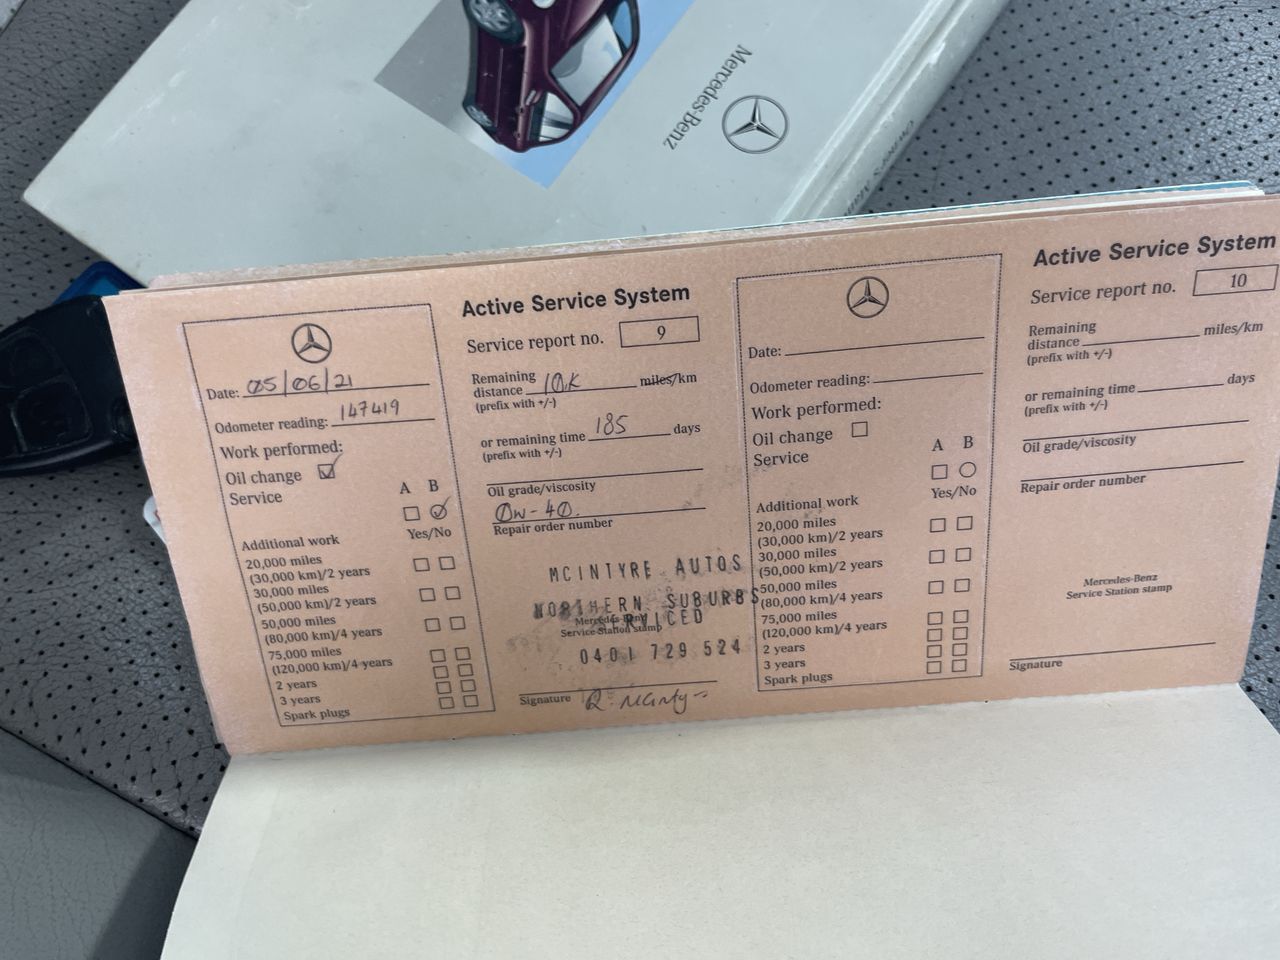 Mercedes-Benz
Active Service System
Service report no. 9
Date: 05/06/21
Odometer reading: 147419
Work performed:
Oil change
Service
A B
Yes/No
Additional work
20,000 miles
(30,000 km)/2 years
30,000 miles
(50,000 km)/2 years
50,000 miles
(80,000 km)/4 years
75,000 miles
(120,000 km)/4 years
2 years
3 years
Spark plugs
Remaining
distance 10.K miles/km
(prefix with +/-)
or remaining time 185 days
(prefix with +/-)
Oil grade/viscosity
0w-40.
Repair order number
MCINTYRE AUTOS
NORTHERN SUBURBS
SERVICED
Mercedes-Benz
Service Station stamp
0401 729 524
Signature
Active Service System
Service report no. 10
Date:
Odometer reading:
Work performed:
Oil change
Service
A B
Yes/No
Additional work
20,000 miles
(30,000 km)/2 years
30,000 miles
(50,000 km)/2 years
50,000 miles
(80,000 km)/4 years
75,000 miles
(120,000 km)/4 years
2 years
3 years
Spark plugs
Remaining
distance miles/km
(prefix with +/-)
or remaining time days
(prefix with +/-)
Oil grade/viscosity
Repair order number
Mercedes-Benz
Service Station stamp
Signature